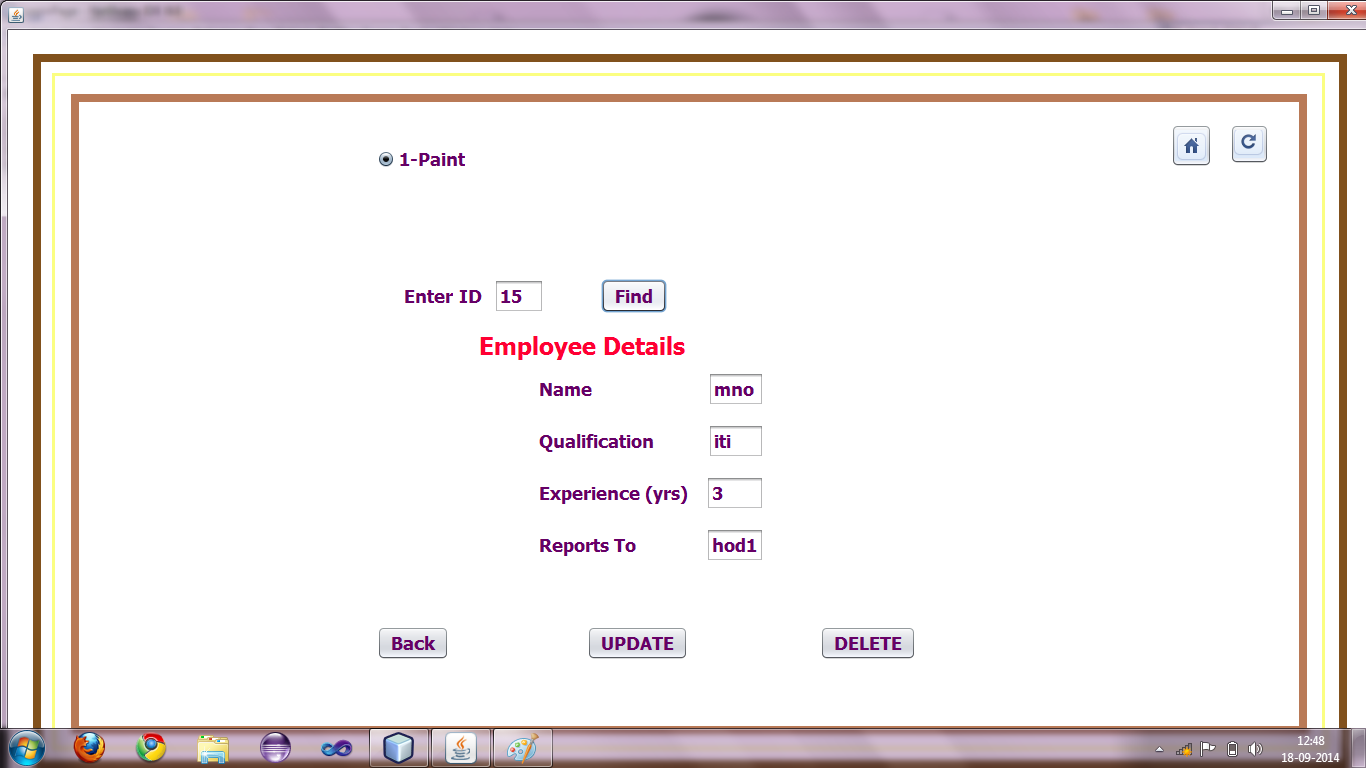 1-Paint
Enter ID 15 Find
Employee Details
Name mno
Qualification iti
Experience (yrs) 3
Reports To hod1
Back UPDATE DELETE
12:48
18-09-2014